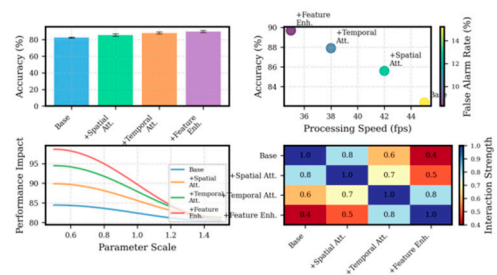 Accuracy (%)
80
60
40
20
0
Base
+Spatial
Att.
+Temporal
Att.
+Feature
Enh.
Accuracy (%)
90
88
86
84
+Feature
Enh.
+Temporal
Att.
+Spatial
Att.
Base
36 38 40 42 44
Processing Speed (fps)
14
12
10
False Alarm Rate (%)
Performance Impact
95
90
85
80
0.6 0.8 1.0 1.2 1.4
Parameter Scale
Base
+Spatial
Att.
+Temporal
Att.
+Feature
Enh.
Base
+Spatial Att.
+Temporal Att.
+Feature Enh.
1.0 0.8 0.6 0.4
0.8 1.0 0.7 0.5
0.6 0.7 1.0 0.8
0.4 0.5 0.8 1.0
Base
+Spatial Att.
+Temporal Att.
+Feature Enh.
1.0
0.9
0.8
0.7
0.6
0.5
0.4
Interaction Strength